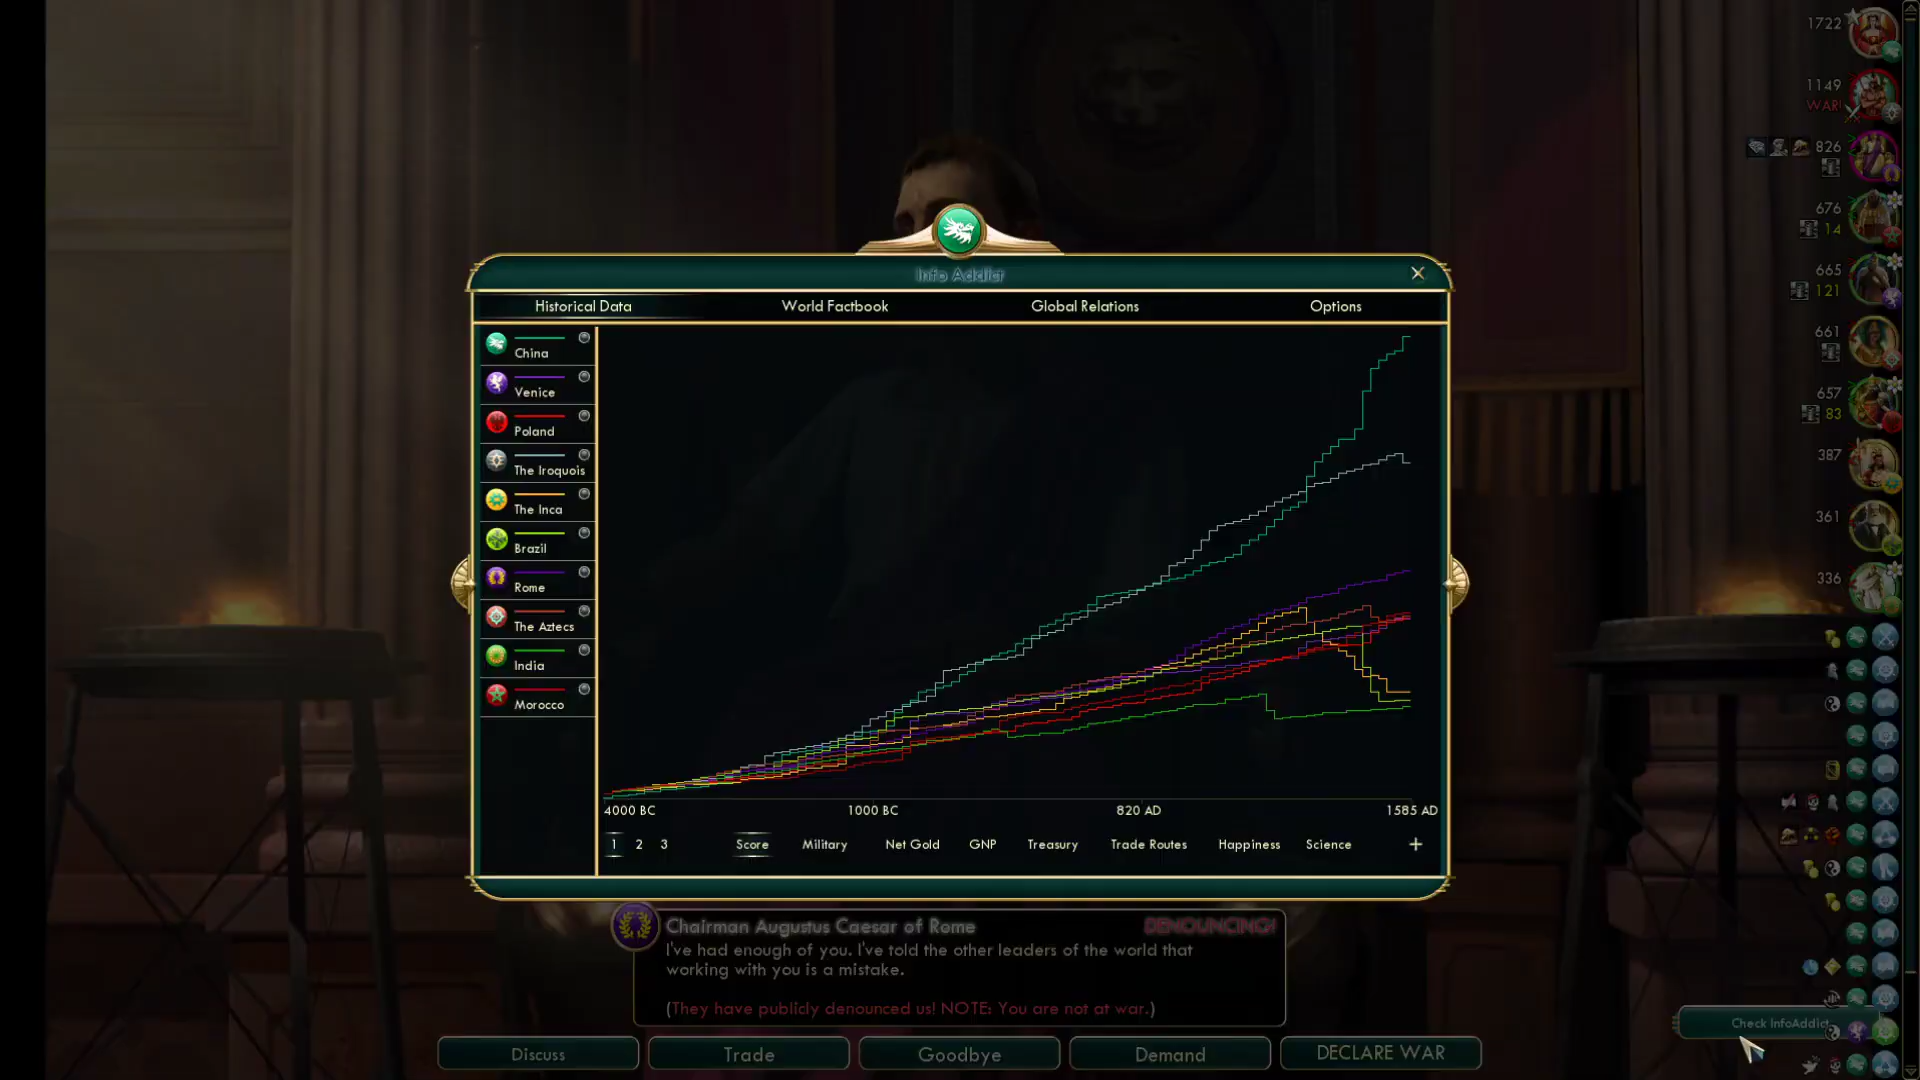 1722
1149
WAR!
826
676
14
665
121
661
657
83
387
361
336
Info Addict
Historical Data World Factbook Global Relations Options
China
Venice
Poland
The Iroquois
The Inca
Brazil
Rome
The Aztecs
India
Morocco
4000 BC 1000 BC 820 AD 1585 AD
1 2 3 Score Military Net Gold GNP Treasury Trade Routes Happiness Science +
Chairman Augustus Caesar of Rome DENOUNCING!
I've had enough of you. I've told the other leaders of the world that
working with you is a mistake.
(They have publicly denounced us! NOTE: You are not at war.)
Check InfoAddict
Discuss Trade Goodbye Demand DECLARE WAR